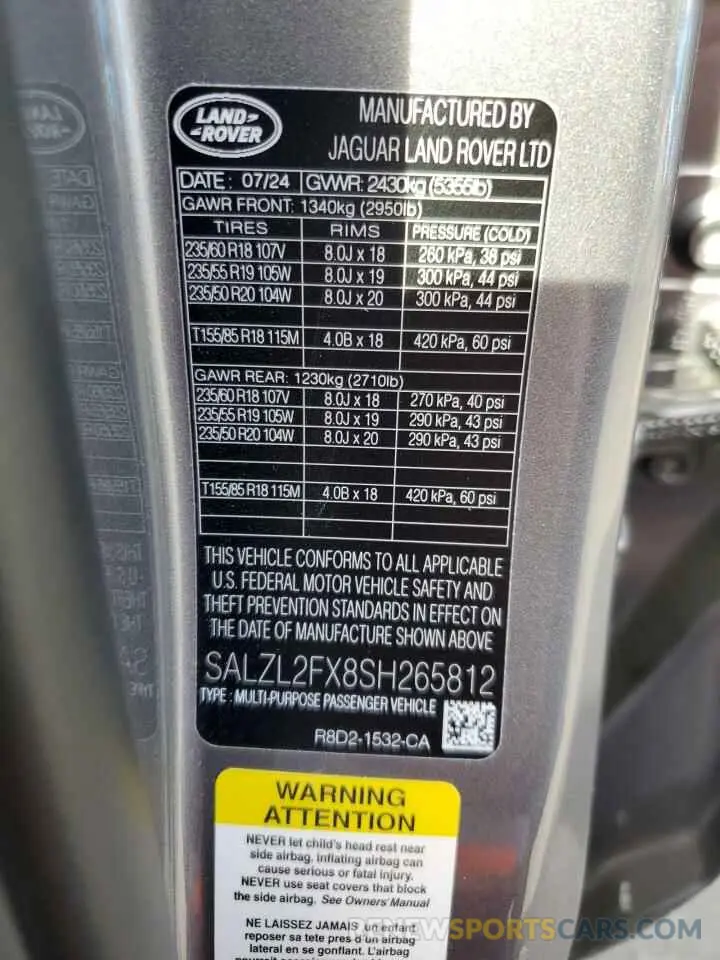 LAND-
-ROVER
MANUFACTURED BY
JAGUAR LAND ROVER LTD
DATE: 07/24 GVWR: 2430kg (5355lb)
GAWR FRONT: 1340kg (2950lb)
TIRES RIMS PRESSURE (COLD)
235/60 R18 107V 8.0J x 18 260 kPa, 38 psi
235/55 R19 105W 8.0J x 19 300 kPa, 44 psi
235/50 R20 104W 8.0J x 20 300 kPa, 44 psi
T155/85 R18 115M 4.0B x 18 420 kPa, 60 psi
GAWR REAR: 1230kg (2710lb)
235/60 R18 107V 8.0J x 18 270 kPa, 40 psi
235/55 R19 105W 8.0J x 19 290 kPa, 43 psi
235/50 R20 104W 8.0J x 20 290 kPa, 43 psi
T155/85 R18 115M 4.0B x 18 420 kPa, 60 psi
THIS VEHICLE CONFORMS TO ALL APPLICABLE
U.S. FEDERAL MOTOR VEHICLE SAFETY AND
THEFT PREVENTION STANDARDS IN EFFECT ON
THE DATE OF MANUFACTURE SHOWN ABOVE
SALZL2FX8SH265812
TYPE: MULTI-PURPOSE PASSENGER VEHICLE
R8D2-1532-CA
WARNING
ATTENTION
NEVER let child's head rest near
side airbag. Inflating airbag can
cause serious or fatal injury.
NEVER use seat covers that block
the side airbag. See Owners' Manual
NE LAISSEZ JAMAIS un enfant
reposer sa tete pres d'un airbag
lateral en se gonflant. L'airbag
RENEWSPORTSCARS.COM